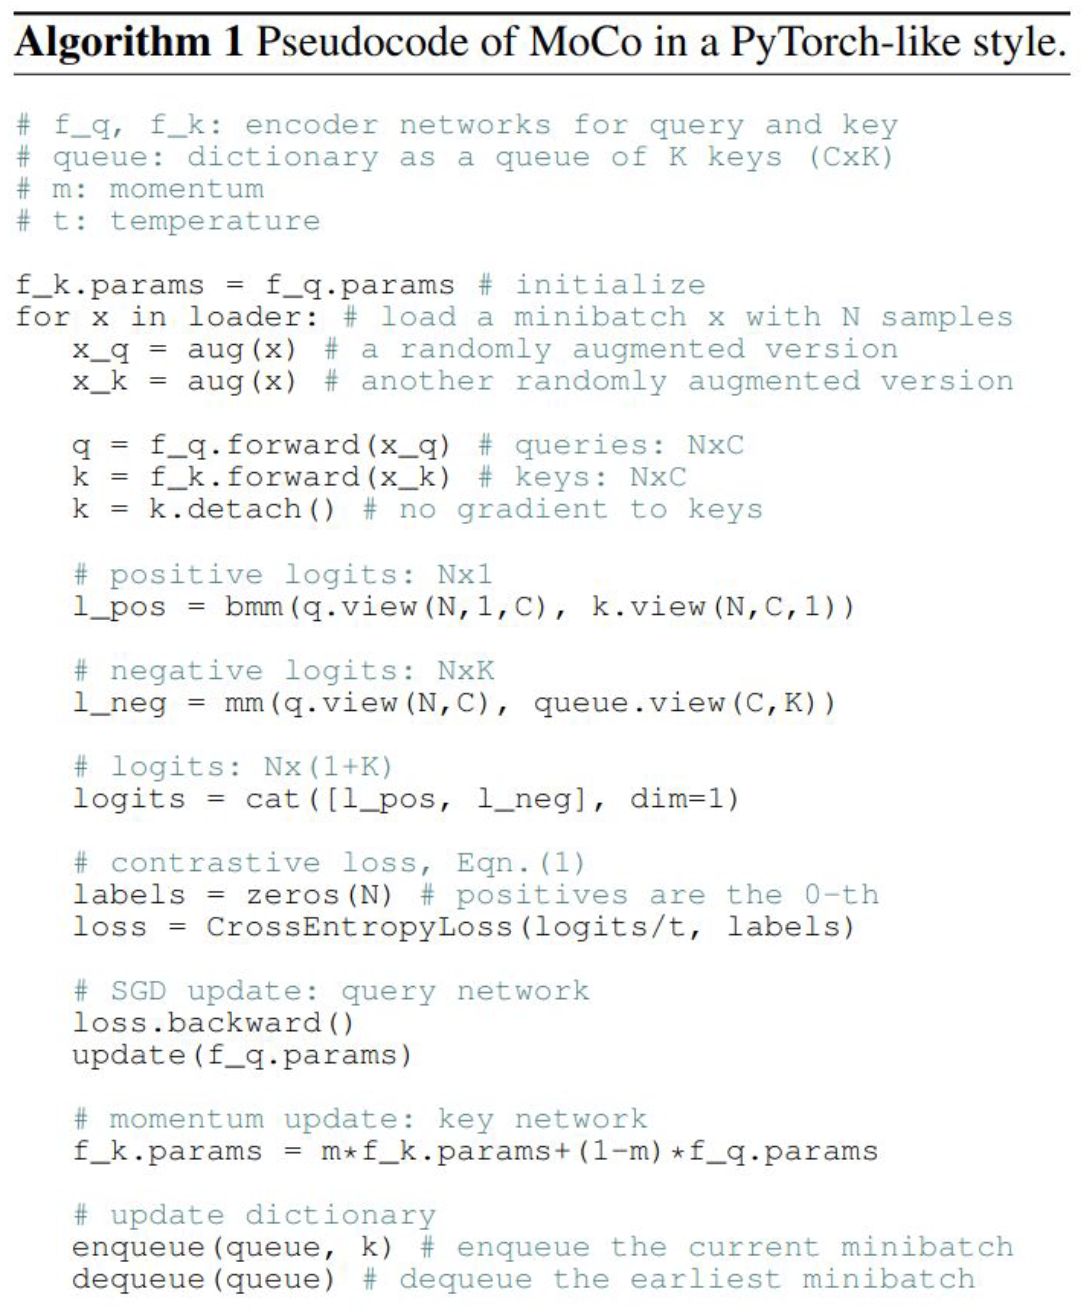 Algorithm 1 Pseudocode of MoCo in a PyTorch-like style.
# f_q, f_k: encoder networks for query and key
# queue: dictionary as a queue of K keys (CxK)
# m: momentum
# t: temperature
f_k.params = f_q.params # initialize
for x in loader: # load a minibatch x with N samples
x_q = aug(x) # a randomly augmented version
x_k = aug(x) # another randomly augmented version
q = f_q.forward(x_q) # queries: NxC
k = f_k.forward(x_k) # keys: NxC
k = k.detach() # no gradient to keys
# positive logits: Nx1
l_pos = bmm(q.view(N,1,C), k.view(N,C,1))
# negative logits: NxK
l_neg = mm(q.view(N,C), queue.view(C,K))
# logits: Nx(1+K)
logits = cat([l_pos, l_neg], dim=1)
# contrastive loss, Eqn.(1)
labels = zeros(N) # positives are the 0-th
loss = CrossEntropyLoss(logits/t, labels)
# SGD update: query network
loss.backward()
update(f_q.params)
# momentum update: key network
f_k.params = m*f_k.params+(1-m)*f_q.params
# update dictionary
enqueue(queue, k) # enqueue the current minibatch
dequeue(queue) # dequeue the earliest minibatch